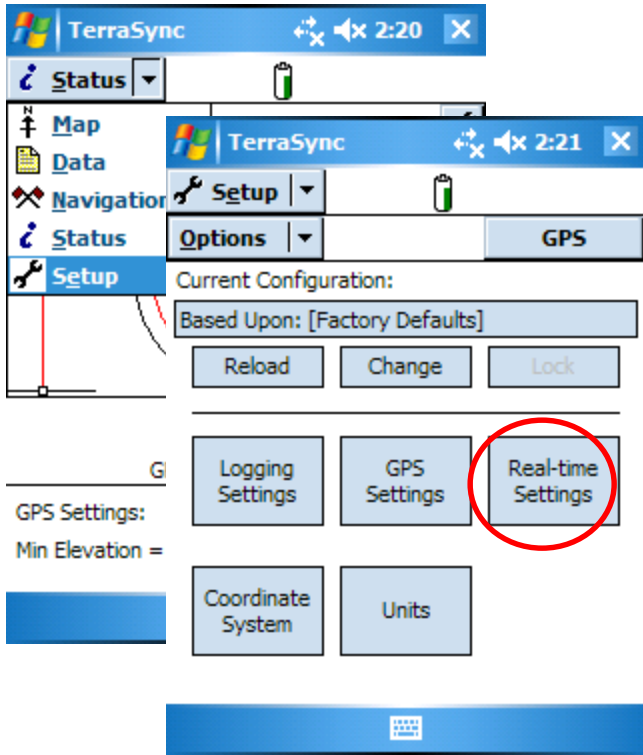 TerraSync 2:20
Status
N
Map
Data
Navigation
Status
Setup
G
GPS Settings:
Min Elevation =
TerraSync 2:21
Setup
Options GPS
Current Configuration:
Based Upon: [Factory Defaults]
Reload Change Lock
Logging Settings
GPS Settings
Real-time Settings
Coordinate System
Units